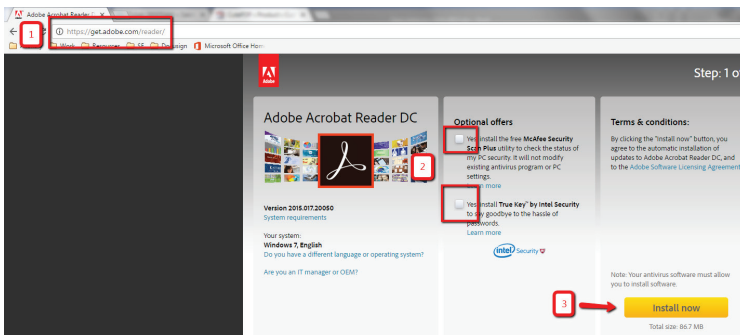 Adobe Acrobat Reader
1
https://get.adobe.com/reader/
Work Resources SF Docusign Microsoft Office Hom
Adobe
Step: 1 o
Adobe Acrobat Reader DC
2
Version 2015.017.20050
System requirements
Your system:
Windows 7, English
Do you have a different language or operating system?
Are you an IT manager or OEM?
Optional offers
Yes, install the free McAfee Security
Scan Plus utility to check the status of
my PC security. It will not modify
existing antivirus program or PC
settings.
Learn more
Yes, install True Key™ by Intel Security
to say goodbye to the hassle of
passwords.
Learn more
intel Security
Terms & conditions:
By clicking the "Install now" button, you
agree to the automatic installation of
updates to Adobe Acrobat Reader DC, and
to the Adobe Software Licensing Agreement
Note: Your antivirus software must allow
you to install software.
3
Install now
Total size: 86.7 MB